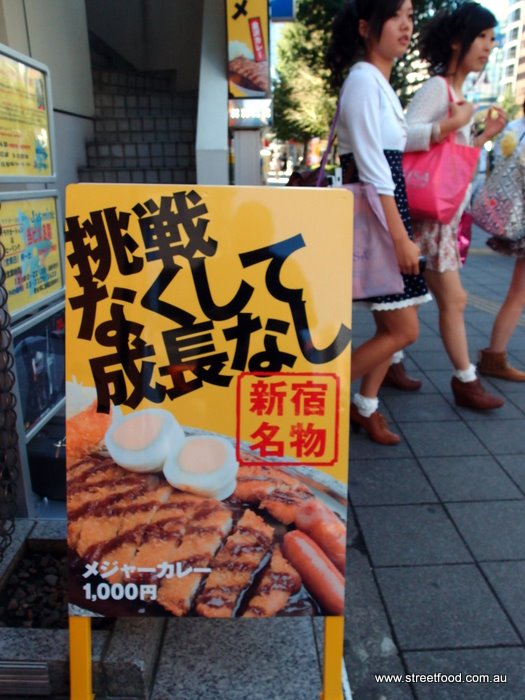 挑戦
なくして
成長なし
新宿
名物
メジャーカレー
1,000円
www.streetfood.com.au